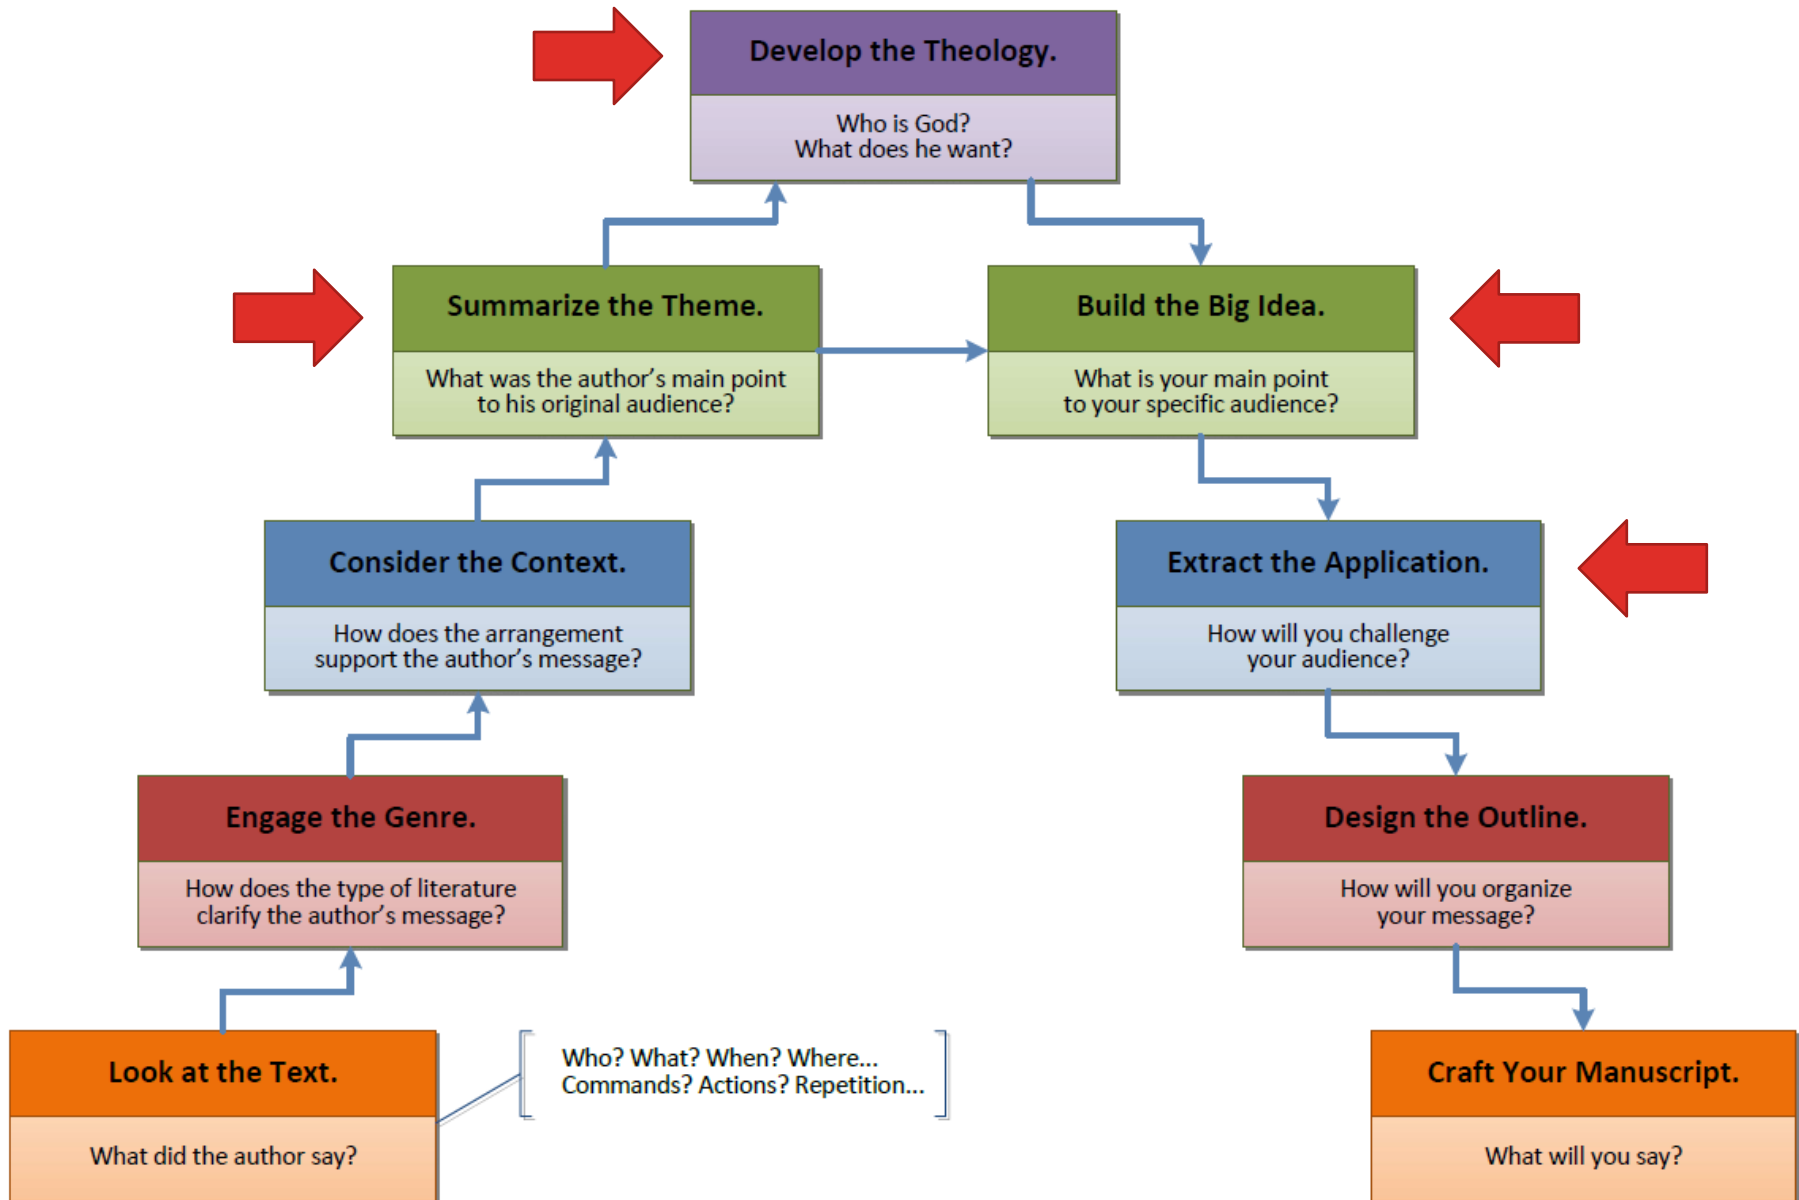 Develop the Theology.
Who is God?
What does he want?
Summarize the Theme.
What was the author's main point
to his original audience?
Build the Big Idea.
What is your main point
to your specific audience?
Consider the Context.
How does the arrangement
support the author's message?
Extract the Application.
How will you challenge
your audience?
Engage the Genre.
How does the type of literature
clarify the author's message?
Design the Outline.
How will you organize
your message?
Look at the Text.
What did the author say?
Who? What? When? Where...
Commands? Actions? Repetition...
Craft Your Manuscript.
What will you say?